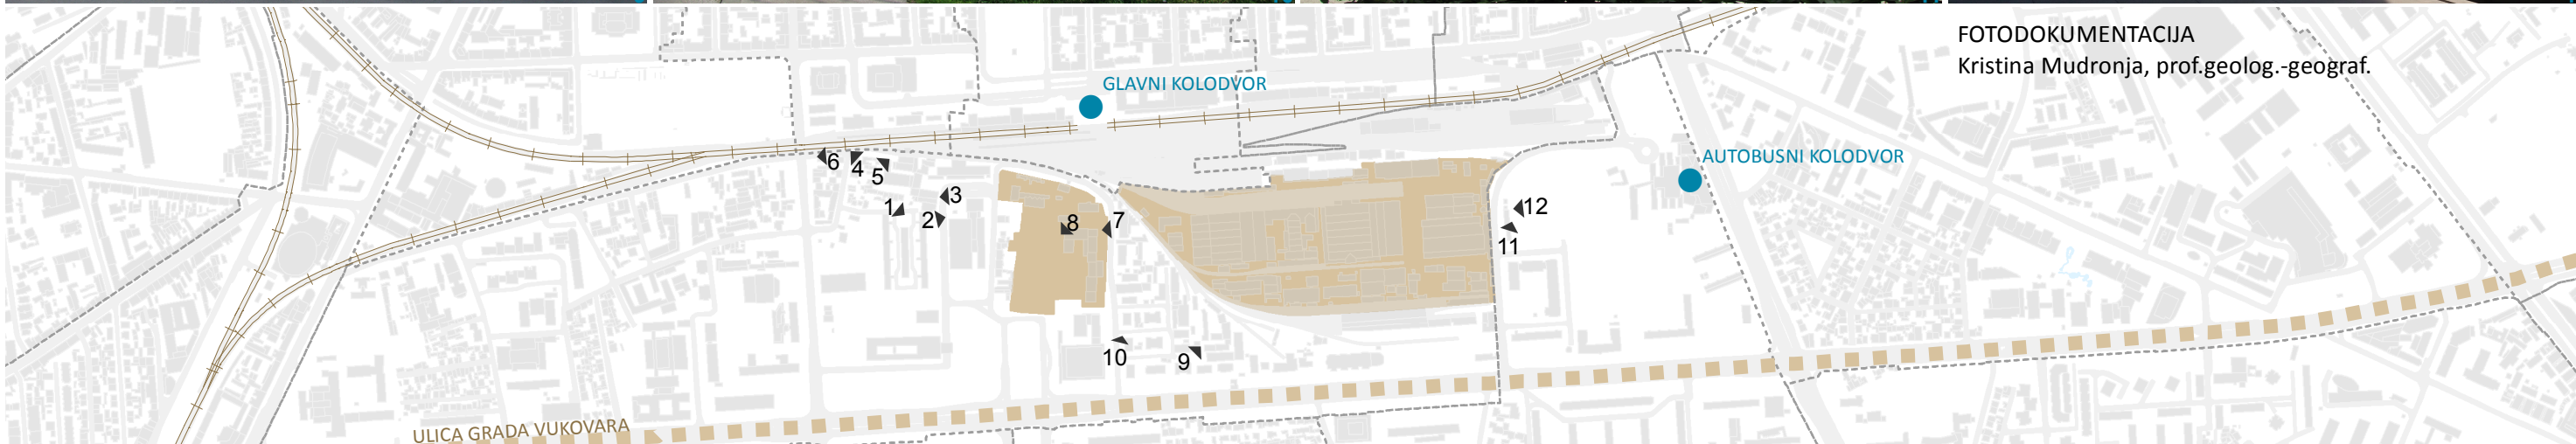 FOTODOKUMENTACIJA
Kristina Mudronja, prof.geolog.-geograf.
GLAVNI KOLODVOR
AUTOBUSNI KOLODVOR
6
4
5
3
1
2
8
7
12
11
10
9
ULICA GRADA VUKOVARA